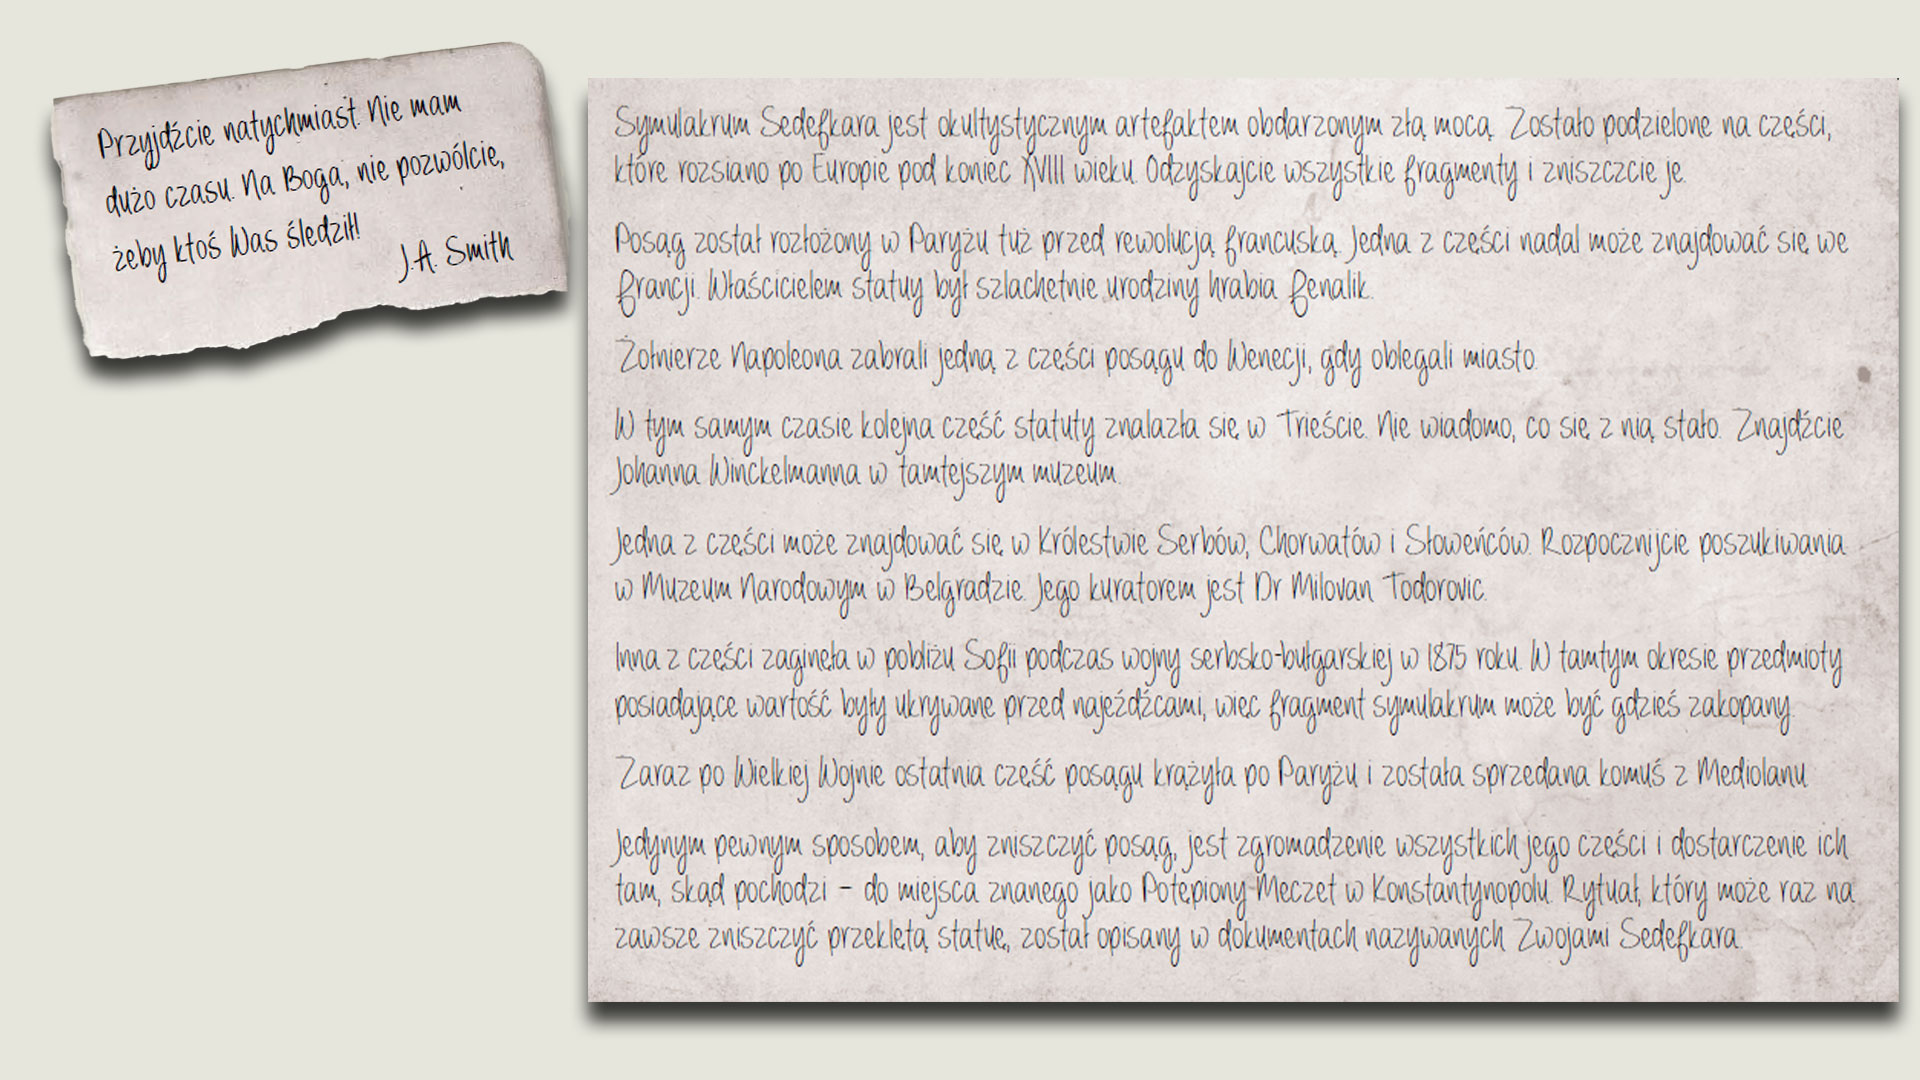 Przyjdźcie natychmiast. Nie mam
dużo czasu. Na Boga, nie pozwólcie,
żeby ktoś Was śledził!
J.A. Smith
Symulakrum Sedefkara jest okultystycznym artefaktem obdarzonym złą mocą. Zostało podzielone na części,
które rozsiano po Europie pod koniec XVIII wieku. Odzyskajcie wszystkie fragmenty i zniszczcie je.
Posąg został rozłożony w Paryżu tuż przed rewolucją francuską. Jedna z części nadal może znajdować się we
Francji. Właścicielem statuy był szlachetnie urodziny hrabia Fenalik.
Żołnierze Napoleona zabrali jedną z części posągu do Wenecji, gdy oblegali miasto.
W tym samym czasie kolejna część statuty znalazła się w Trieście. Nie wiadomo, co się z nią stało. Znajdźcie
Johanna Winckelmanna w tamtejszym muzeum.
Jedna z części może znajdować się w Królestwie Serbów, Chorwatów i Słoweńców. Rozpocznijcie poszukiwania
w Muzeum Narodowym w Belgradzie. Jego kuratorem jest Dr Milovan Todorovic.
Inna z części zaginęła w pobliżu Sofii podczas wojny serbsko-bułgarskiej w 1875 roku. W tamtym okresie przedmioty
posiadające wartość były ukrywane przed najeźdźcami, więc fragment symulakrum może być gdzieś zakopany.
Zaraz po Wielkiej Wojnie ostatnia część posągu krążyła po Paryżu i została sprzedana komuś z Mediolanu.
Jedynym pewnym sposobem, aby zniszczyć posąg, jest zgromadzenie wszystkich jego części i dostarczenie ich
tam, skąd pochodzi – do miejsca znanego jako Potępiony Meczet w Konstantynopolu. Rytuał, który może raz na
zawsze zniszczyć przeklętą statuę, został opisany w dokumentach nazywanych Zwojami Sedefkara.